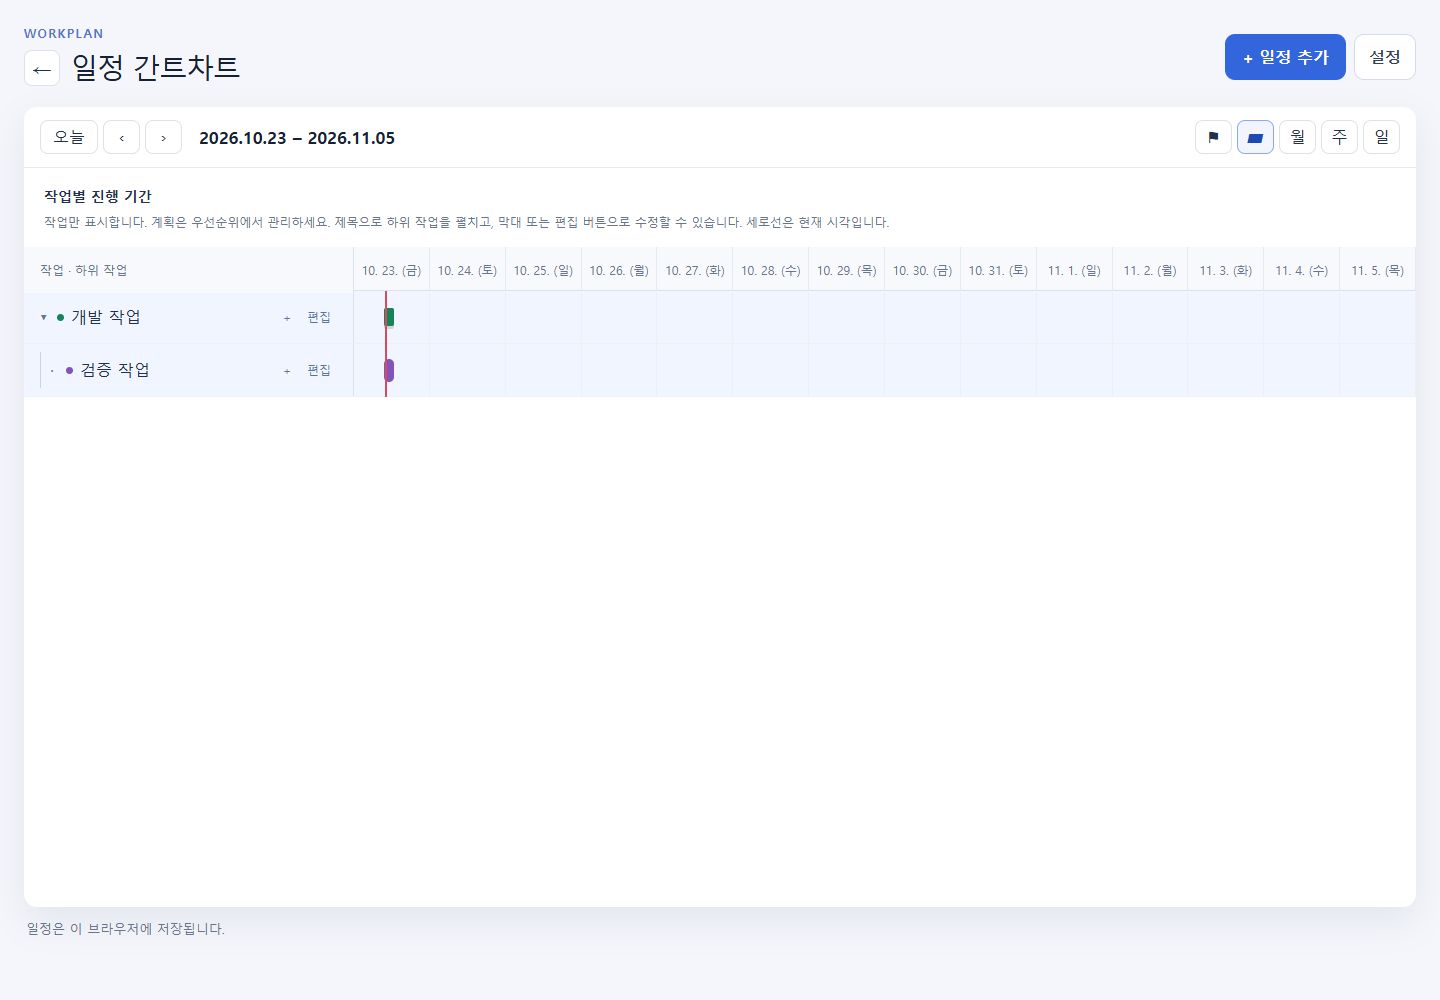 WORKPLAN
← 일정 간트차트
+ 일정 추가 설정
오늘 ‹ › 2026.10.23 – 2026.11.05 월 주 일
작업별 진행 기간
작업만 표시합니다. 계획은 우선순위에서 관리하세요. 제목으로 하위 작업을 펼치고, 막대 또는 편집 버튼으로 수정할 수 있습니다. 세로선은 현재 시각입니다.
작업 · 하위 작업 10. 23. (금) 10. 24. (토) 10. 25. (일) 10. 26. (월) 10. 27. (화) 10. 28. (수) 10. 29. (목) 10. 30. (금) 10. 31. (토) 11. 1. (일) 11. 2. (월) 11. 3. (화) 11. 4. (수) 11. 5. (목)
개발 작업 + 편집
검증 작업 + 편집
일정은 이 브라우저에 저장됩니다.